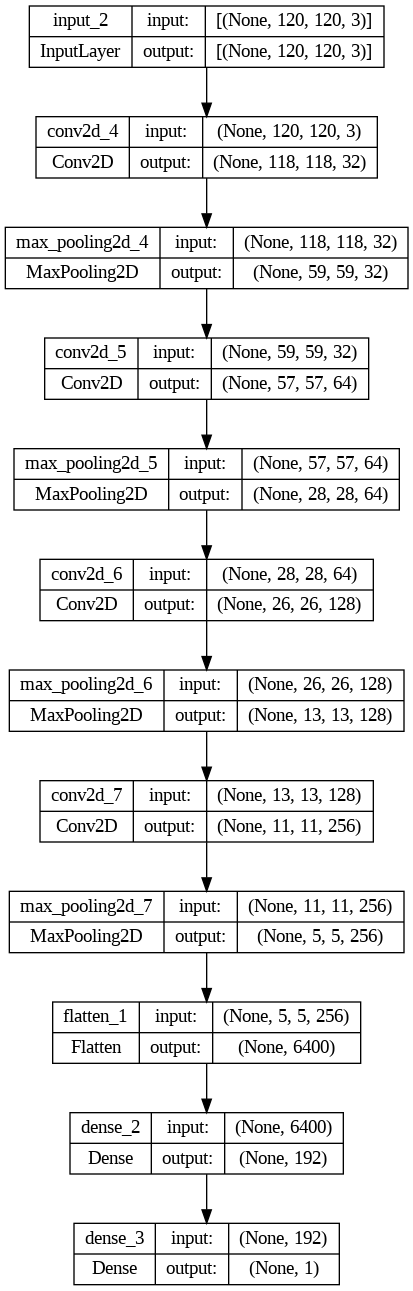 input_2 input: [(None, 120, 120, 3)]
InputLayer output: [(None, 120, 120, 3)]
conv2d_4 input: (None, 120, 120, 3)
Conv2D output: (None, 118, 118, 32)
max_pooling2d_4 input: (None, 118, 118, 32)
MaxPooling2D output: (None, 59, 59, 32)
conv2d_5 input: (None, 59, 59, 32)
Conv2D output: (None, 57, 57, 64)
max_pooling2d_5 input: (None, 57, 57, 64)
MaxPooling2D output: (None, 28, 28, 64)
conv2d_6 input: (None, 28, 28, 64)
Conv2D output: (None, 26, 26, 128)
max_pooling2d_6 input: (None, 26, 26, 128)
MaxPooling2D output: (None, 13, 13, 128)
conv2d_7 input: (None, 13, 13, 128)
Conv2D output: (None, 11, 11, 256)
max_pooling2d_7 input: (None, 11, 11, 256)
MaxPooling2D output: (None, 5, 5, 256)
flatten_1 input: (None, 5, 5, 256)
Flatten output: (None, 6400)
dense_2 input: (None, 6400)
Dense output: (None, 192)
dense_3 input: (None, 192)
Dense output: (None, 1)